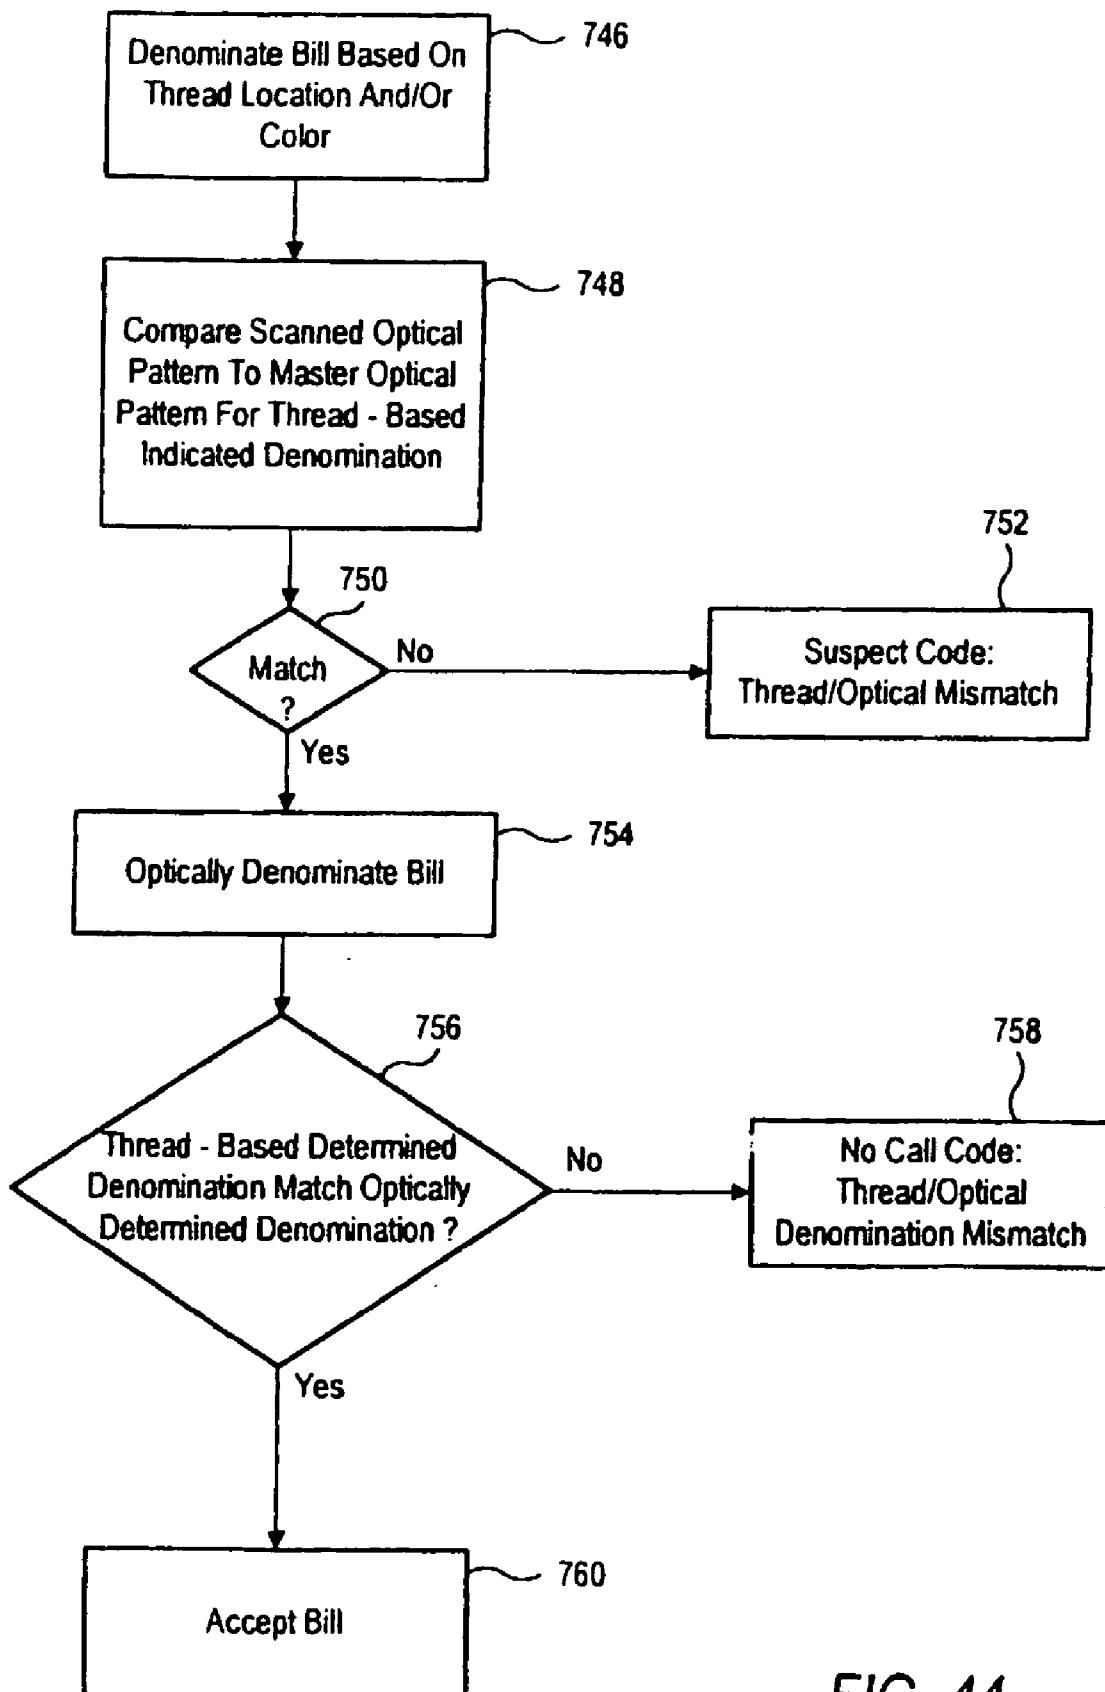 Denominate Bill Based On
Thread Location And/Or
Color
746
Compare Scanned Optical
Pattern To Master Optical
Pattern For Thread - Based
Indicated Denomination
748
750
Match
?
No
Yes
752
Suspect Code:
Thread/Optical Mismatch
754
Optically Denominate Bill
756
Thread - Based Determined
Denomination Match Optically
Determined Denomination ?
No
Yes
758
No Call Code:
Thread/Optical
Denomination Mismatch
760
Accept Bill
FIG. 44